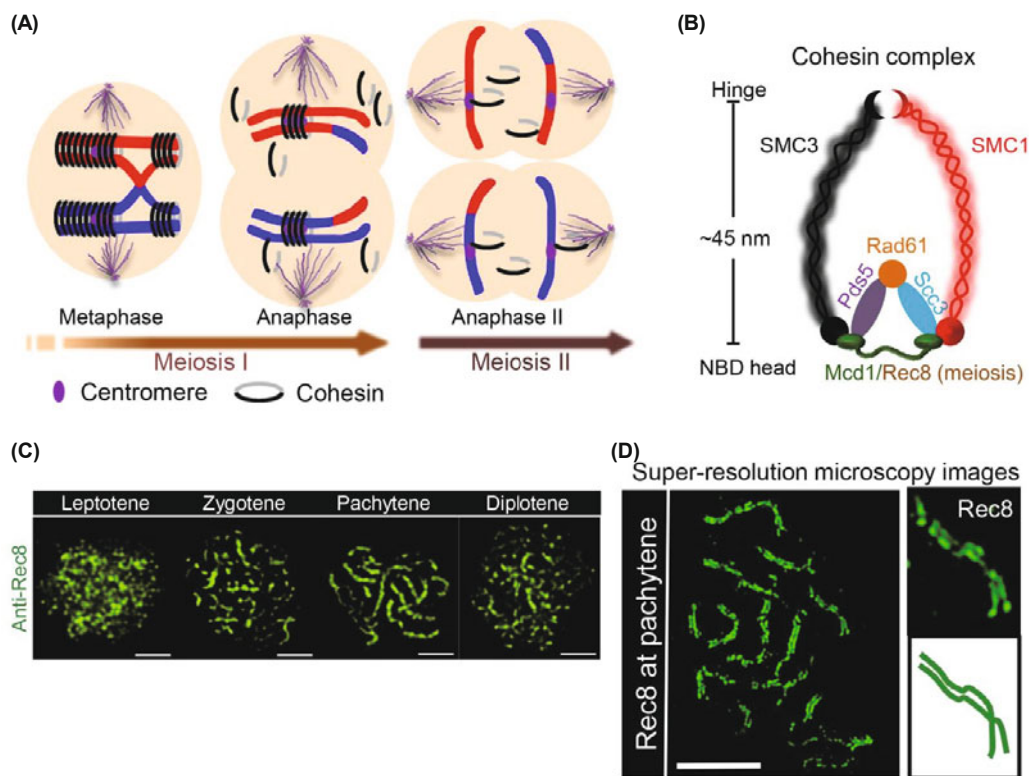 (A)
Metaphase
Anaphase
Anaphase II
Meiosis I
Meiosis II
Centromere
Cohesin
(B)
Cohesin complex
Hinge
SMC3
SMC1
~45 nm
Rad61
Pds5
Scc3
NBD head
Mcd1/Rec8 (meiosis)
(C)
Leptotene Zygotene Pachytene Diplotene
Anti-Rec8
(D)
Super-resolution microscopy images
Rec8 at pachytene
Rec8